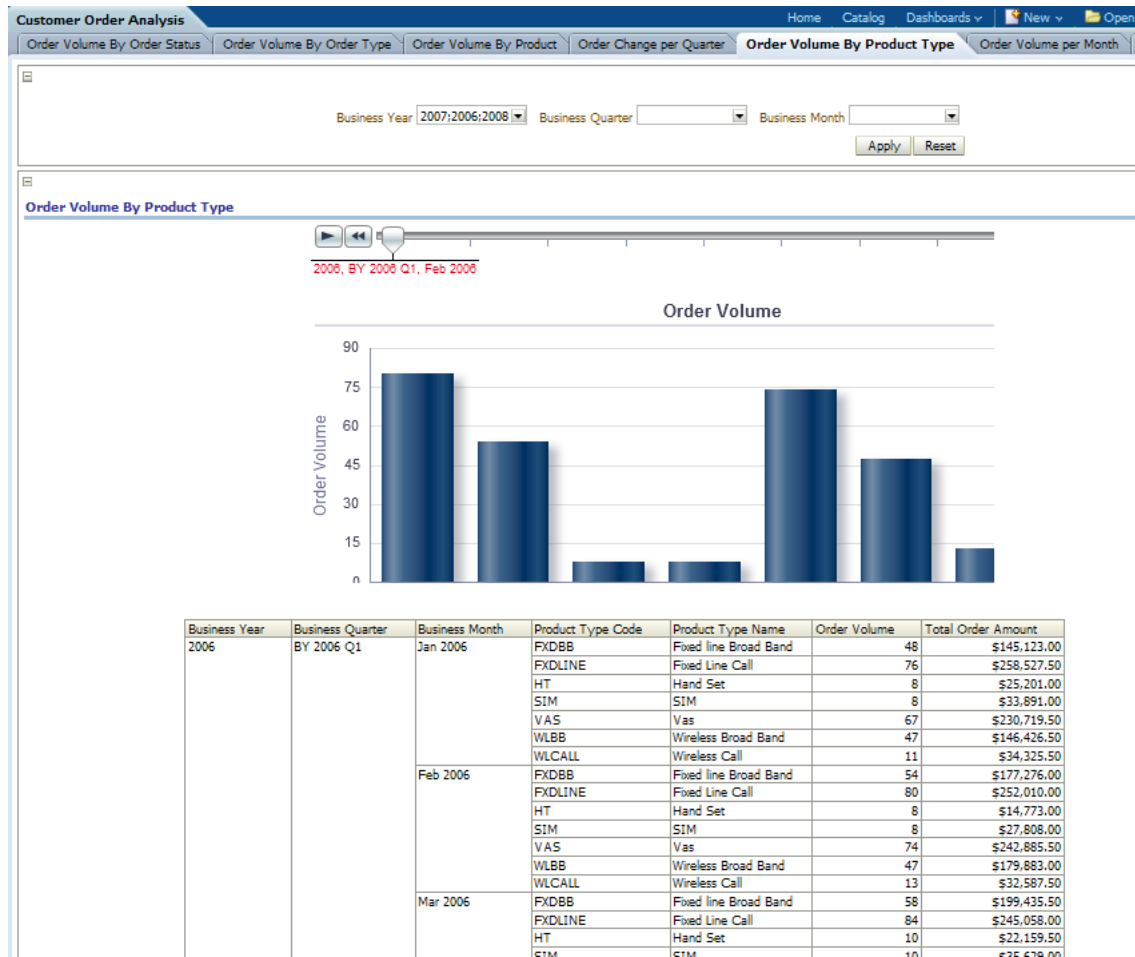 Customer Order Analysis Home Catalog Dashboards New Open
Order Volume By Order Status Order Volume By Order Type Order Volume By Product Order Change per Quarter Order Volume By Product Type Order Volume per Month
Business Year 2007;2006;2008 Business Quarter Business Month
Apply Reset
Order Volume By Product Type
2006, BY 2006 Q1, Feb 2006
Order Volume
90
75
60
45
30
15
0
Order Volume
Business Year Business Quarter Business Month Product Type Code Product Type Name Order Volume Total Order Amount
2006 BY 2006 Q1 Jan 2006 FXDBB Fixed line Broad Band 48 $145,123.00
FXDLINE Fixed Line Call 76 $258,527.50
HT Hand Set 8 $25,201.00
SIM SIM 8 $33,891.00
VAS Vas 67 $230,719.50
WLBB Wireless Broad Band 47 $146,426.50
WLCALL Wireless Call 11 $34,325.50
Feb 2006 FXDBB Fixed line Broad Band 54 $177,276.00
FXDLINE Fixed Line Call 80 $252,010.00
HT Hand Set 8 $14,773.00
SIM SIM 8 $27,808.00
VAS Vas 74 $242,885.50
WLBB Wireless Broad Band 47 $179,883.00
WLCALL Wireless Call 13 $32,587.50
Mar 2006 FXDBB Fixed line Broad Band 58 $199,435.50
FXDLINE Fixed Line Call 84 $245,058.00
HT Hand Set 10 $22,159.50
SIM SIM 10 $35,629.00